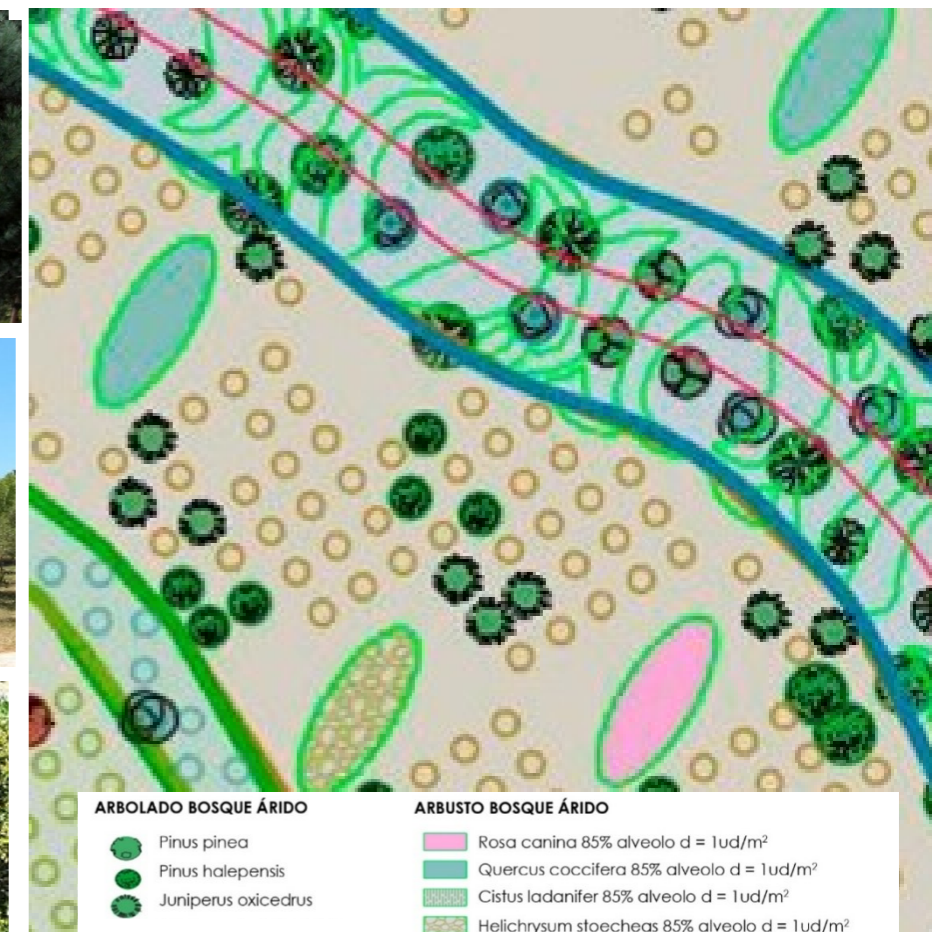 ARBOLADO BOSQUE ÁRIDO
Pinus pinea
Pinus halepensis
Juniperus oxicedrus
ARBUSTO BOSQUE ÁRIDO
Rosa canina 85% alveolo d = 1ud/m²
Quercus coccifera 85% alveolo d = 1ud/m²
Cistus ladanifer 85% alveolo d = 1ud/m²
Helichrysum stoechas 85% alveolo d = 1ud/m²